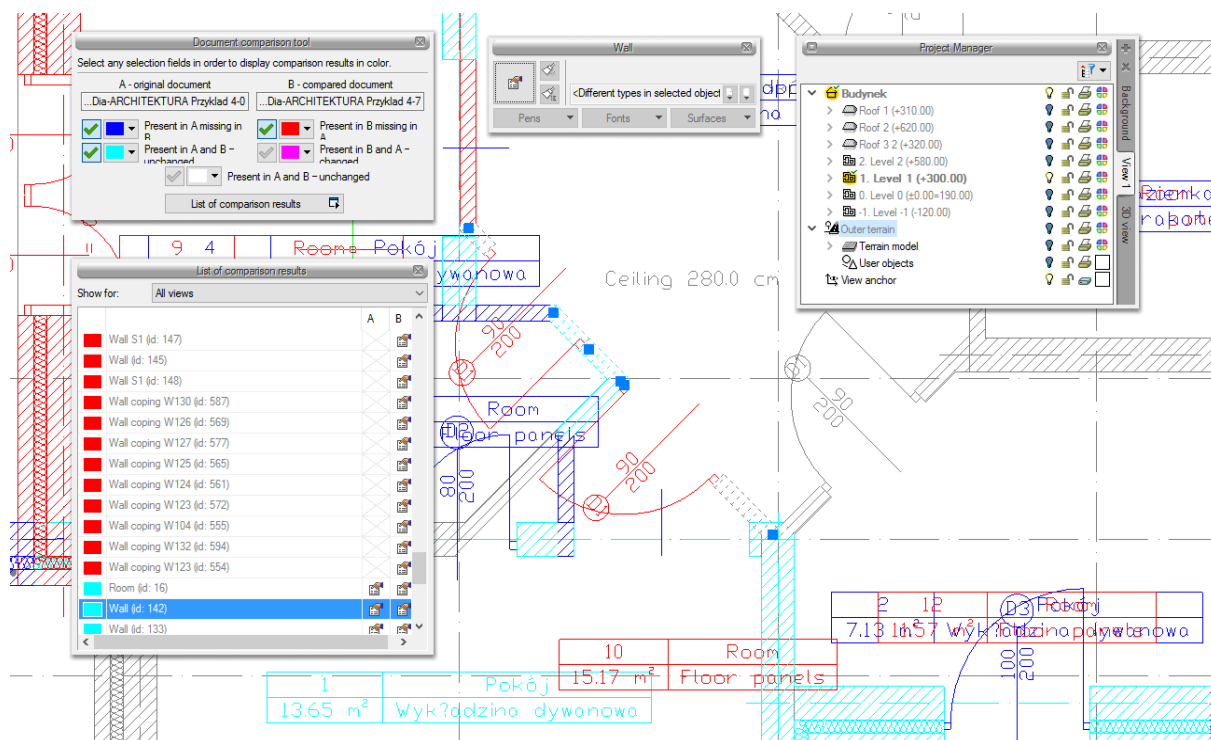 Document comparison tool
Select any selection fields in order to display comparison results in color.
A - original document
B - compared document
...Dia-ARCHITEKTURA Przyklad 4-0
...Dia-ARCHITEKTURA Przyklad 4-7
Present in A missing in B
Present in B missing in A
Present in A and B – unchanged
Present in B and A – changed
Present in A and B – unchanged
List of comparison results
Wall
<Different types in selected object
Pens
Fonts
Surfaces
Project Manager
Budynek
Roof 1 (+310.00)
Roof 2 (+620.00)
Roof 3 2 (+320.00)
2. Level 2 (+580.00)
1. Level 1 (+300.00)
0. Level 0 (±0.00=190.00)
-1. Level -1 (-120.00)
Outer terrain
Terrain model
User objects
View anchor
Background
View 1
3D view
9 4
Room
Pokój
ywanowa
Ceiling 280.0 cm
List of comparison results
Show for:
All views
A B
Wall S1 (id: 147)
Wall (id: 145)
Wall S1 (id: 148)
Wall coping W130 (id: 587)
Wall coping W126 (id: 569)
Wall coping W127 (id: 577)
Wall coping W125 (id: 565)
Wall coping W124 (id: 561)
Wall coping W123 (id: 572)
Wall coping W104 (id: 555)
Wall coping W132 (id: 594)
Wall coping W123 (id: 554)
Room (id: 16)
Wall (id: 142)
Wall (id: 133)
90
200
D1
90
200
D1
90
200
D1
Room
Floor panels
80
200
2 12
D3
Pokój
7.13
m²
100
200
10 Room
15.17 m² Floor panels
1 Pokój
13.65 m² Wyk?adzina dywanowa